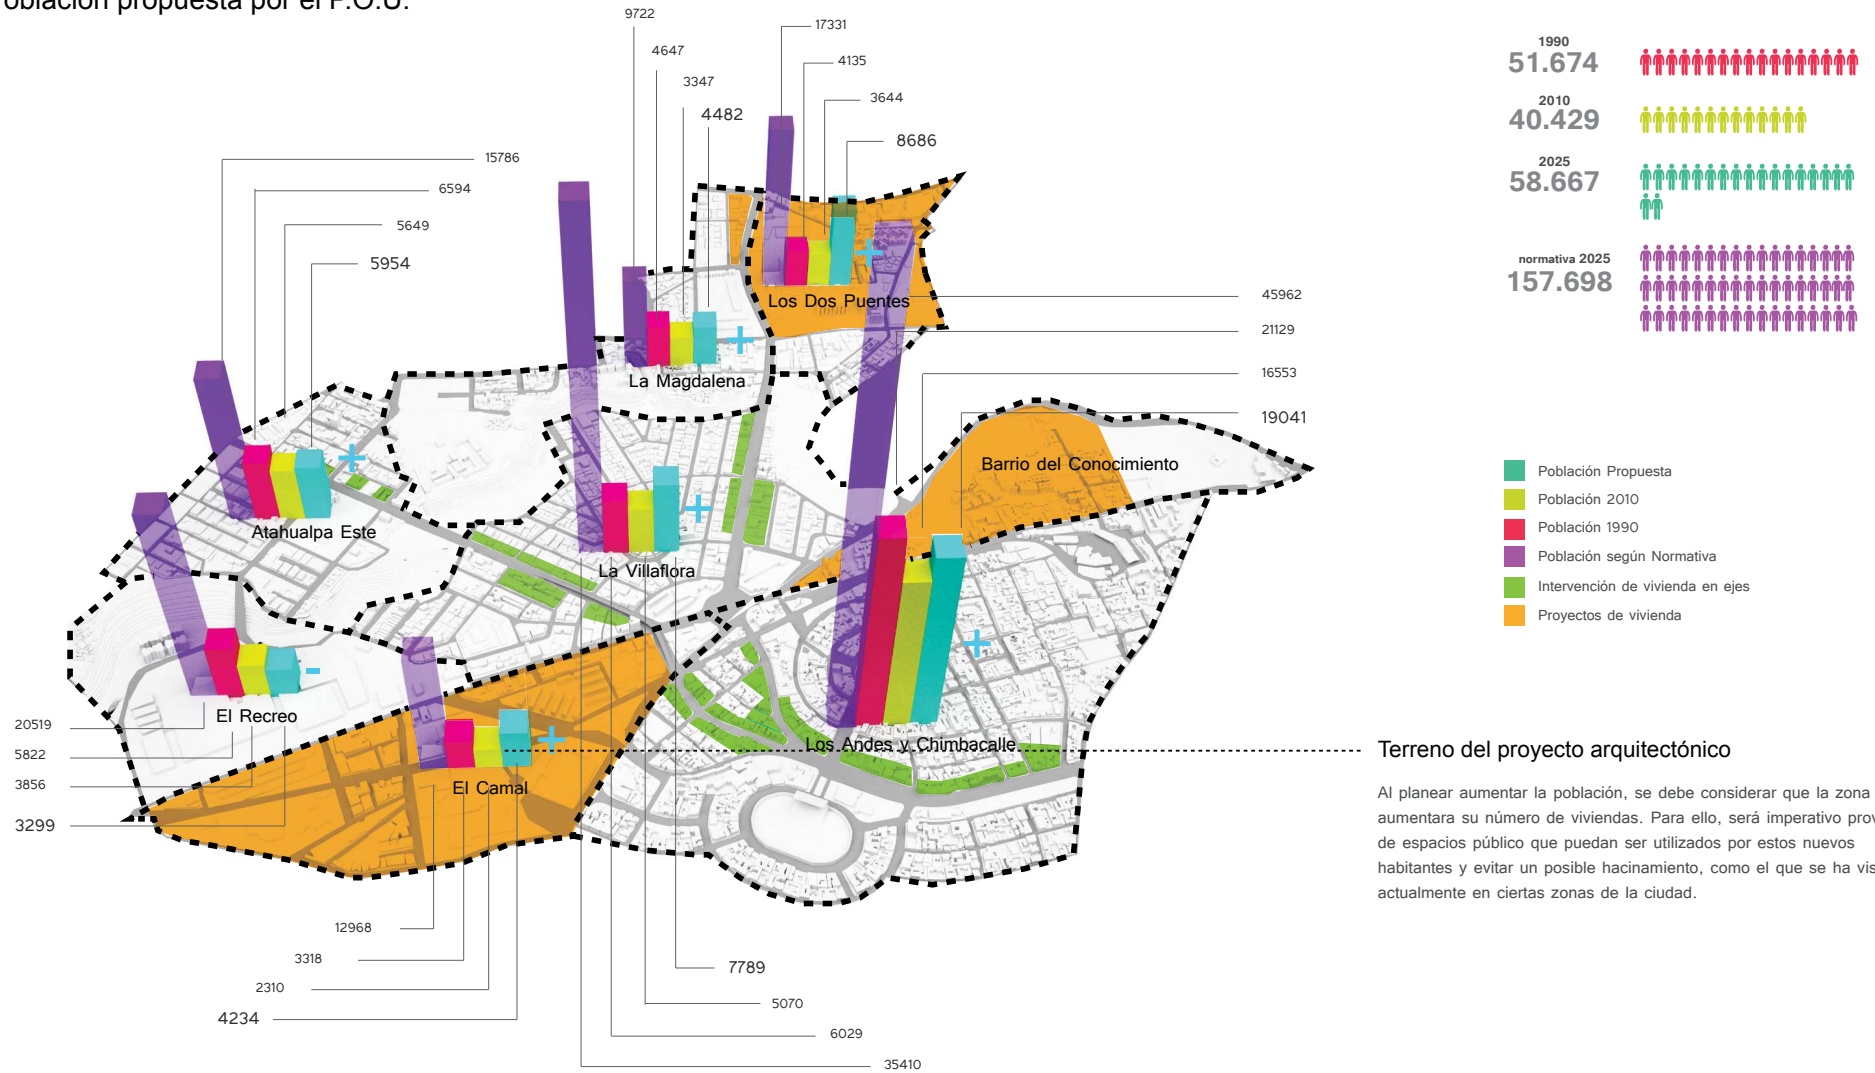 oblación propuesta por el P.O.U.
9722
4647
3347
4482
17331
4135
3644
8686
15786
6594
5649
5954
Los Dos Puentes
La Magdalena
45962
21129
16553
19041
Barrio del Conocimiento
Atahualpa Este
La Villaflora
El Recreo
20519
5822
3856
3299
El Camal
Los Andes y Chimbacalle
12968
3318
2310
4234
7789
5070
6029
35410
1990
51.674
2010
40.429
2025
58.667
normativa 2025
157.698
Población Propuesta
Población 2010
Población 1990
Población según Normativa
Intervención de vivienda en ejes
Proyectos de vivienda
Terreno del proyecto arquitectónico
Al planear aumentar la población, se debe considerar que la zona
aumentara su número de viviendas. Para ello, será imperativo prov
de espacios público que puedan ser utilizados por estos nuevos
habitantes y evitar un posible hacinamiento, como el que se ha vis
actualmente en ciertas zonas de la ciudad.